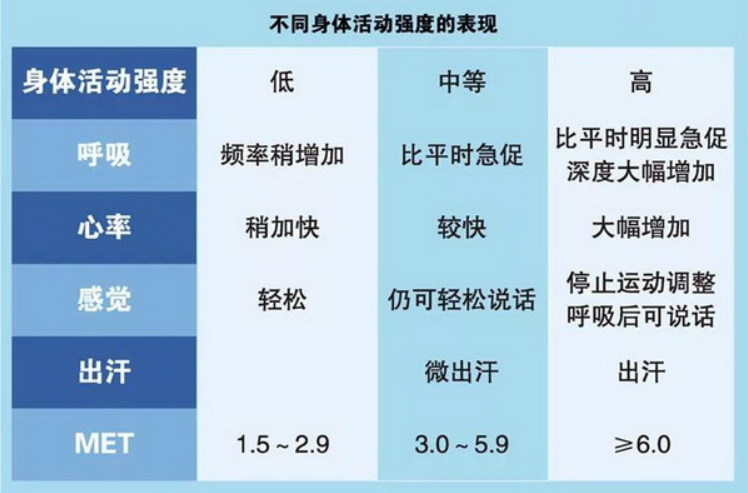 不同身体活动强度的表现
身体活动强度 低 中等 高
呼吸 频率稍增加 比平时急促 比平时明显急促
深度大幅增加
心率 稍加快 较快 大幅增加
感觉 轻松 仍可轻松说话 停止运动调整
呼吸后可说话
出汗 微出汗 出汗
MET 1.5~2.9 3.0~5.9 ≥6.0